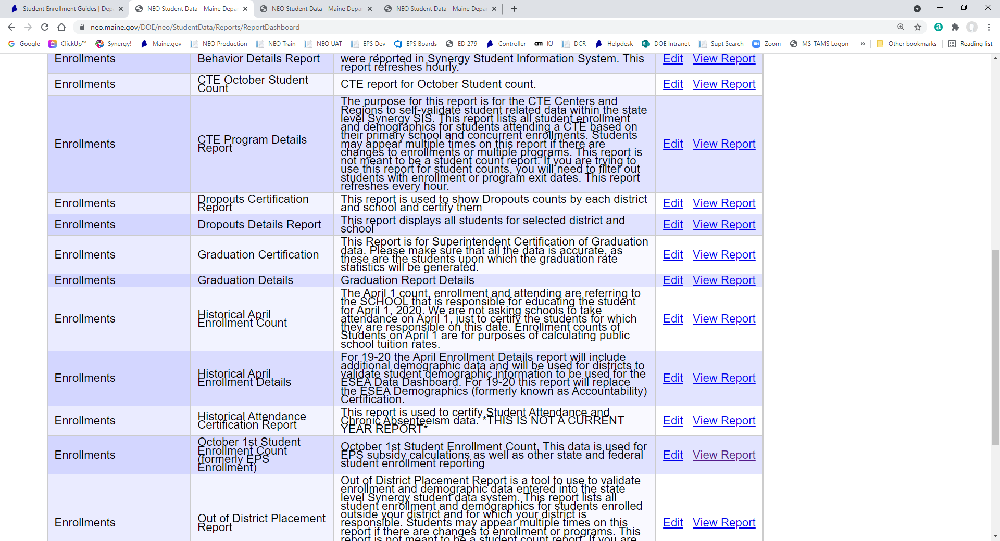 Student Enrollment Guides | Dep
NEO Student Data - Maine Depar
NEO Student Data - Maine Depar
NEO Student Data - Maine Depar
neo.maine.gov/DOE/neo/StudentData/Reports/ReportDashboard
Google
ClickUp™
Synergy!
Maine.gov
NEO Production
NEO Train
NEO UAT
EPS Dev
EPS Boards
ED 279
Controller
cm KJ
DCR
Helpdesk
DOE Intranet
Supt Search
Zoom
MS-TAMS Logon
»
Other bookmarks
Reading list
Enrollments
Behavior Details Report
were reported in Synergy Student Information System. This
report refreshes hourly.
Edit View Report
Enrollments
CTE October Student
Count
CTE report for October Student count.
Edit View Report
Enrollments
CTE Program Details
Report
The purpose for this report is for the CTE Centers and
Regions to self-validate student related data within the state
level Synergy SIS. This report lists all student enrollment
and demographics for students attending a CTE based on
their primary school and concurrent enrollments. Students
may appear multiple times on this report if there are
changes to enrollments or multiple programs. This report is
not meant to be a student count report. If you are trying to
use this report for student counts, you will need to filter out
students with enrollment or program exit dates. This report
refreshes every hour.
Edit View Report
Enrollments
Dropouts Certification
Report
This report is used to show Dropouts counts by each district
and school and certify them
Edit View Report
Enrollments
Dropouts Details Report
This report displays all students for selected district and
school
Edit View Report
Enrollments
Graduation Certification
This Report is for Superintendent Certification of Graduation
data. Please make sure that all the data is accurate, as
these are the students upon which the graduation rate
statistics will be generated.
Edit View Report
Enrollments
Graduation Details
Graduation Report Details
Edit View Report
Enrollments
Historical April
Enrollment Count
The April 1 count, enrollment and attending are referring to
the SCHOOL that is responsible for educating the student
for April 1, 2020. We are not asking schools to take
attendance on April 1, just to certify the students for which
they are responsible on this date. Enrollment counts of
Students on April 1 are for purposes of calculating public
school tuition rates.
Edit View Report
Enrollments
Historical April
Enrollment Details
For 19-20 the April Enrollment Details report will include
additional demographic data and will be used for districts to
validate student demographic information to be used for the
ESEA Data Dashboard. For 19-20 this report will replace
the ESEA Demographics (formerly known as Accountability)
Certification.
Edit View Report
Enrollments
Historical Attendance
Certification Report
This report is used to certify Student Attendance and
Chronic Absenteeism data. *THIS IS NOT A CURRENT
YEAR REPORT*
Edit View Report
Enrollments
October 1st Student
Enrollment Count
(formerly EPS
Enrollment)
October 1st Student Enrollment Count. This data is used for
EPS subsidy calculations as well as other state and federal
student enrollment reporting
Edit View Report
Enrollments
Out of District Placement
Report
Out of District Placement Report is a tool to use to validate
enrollment and demographic data entered into the state
level Synergy student data system. This report lists all
student enrollment and demographics for students enrolled
outside your district and for which your district is
responsible. Students may appear multiple times on this
report if there are changes to enrollment or programs. This
report is not meant to be a student count report. If you are
Edit View Report